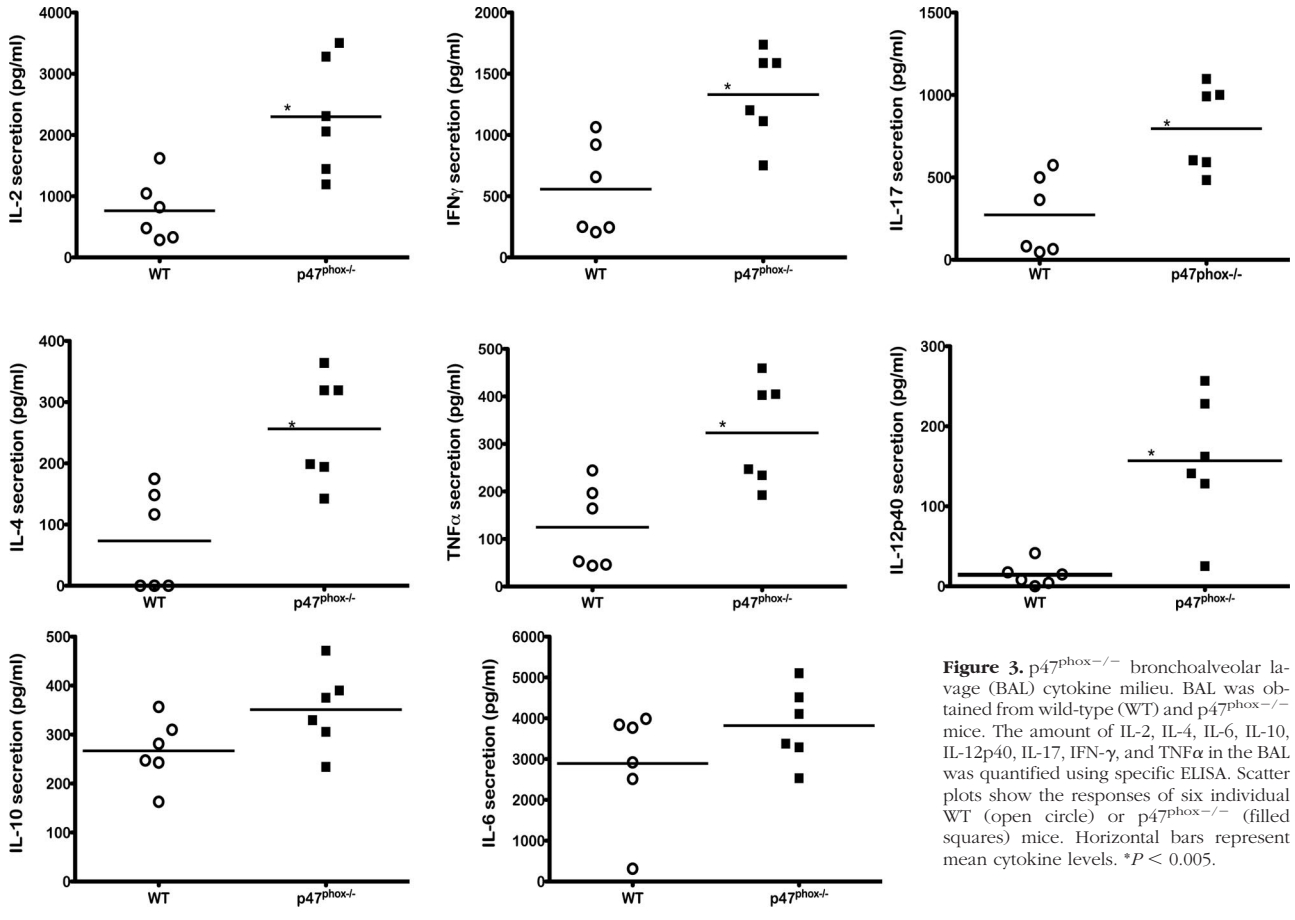 IL-2 secretion (pg/ml)
4000
3000
2000
1000
0
*
WT
p47phox-/-
IFNγ secretion (pg/ml)
2000
1500
1000
500
0
*
WT
p47phox-/-
IL-17 secretion (pg/ml)
1500
1000
500
0
*
WT
p47phox-/-
IL-4 secretion (pg/ml)
400
300
200
100
0
*
WT
p47phox-/-
TNFα secretion (pg/ml)
500
400
300
200
100
0
*
WT
p47phox-/-
IL-12p40 secretion (pg/ml)
300
200
100
0
*
WT
p47phox-/-
IL-10 secretion (pg/ml)
500
400
300
200
100
0
WT
p47phox-/-
IL-6 secretion (pg/ml)
6000
5000
4000
3000
2000
1000
0
WT
p47phox-/-
Figure 3. p47phox−/− bronchoalveolar la-
vage (BAL) cytokine milieu. BAL was ob-
tained from wild-type (WT) and p47phox−/−
mice. The amount of IL-2, IL-4, IL-6, IL-10,
IL-12p40, IL-17, IFN-γ, and TNFα in the BAL
was quantified using specific ELISA. Scatter
plots show the responses of six individual
WT (open circle) or p47phox−/− (filled
squares) mice. Horizontal bars represent
mean cytokine levels. *P < 0.005.